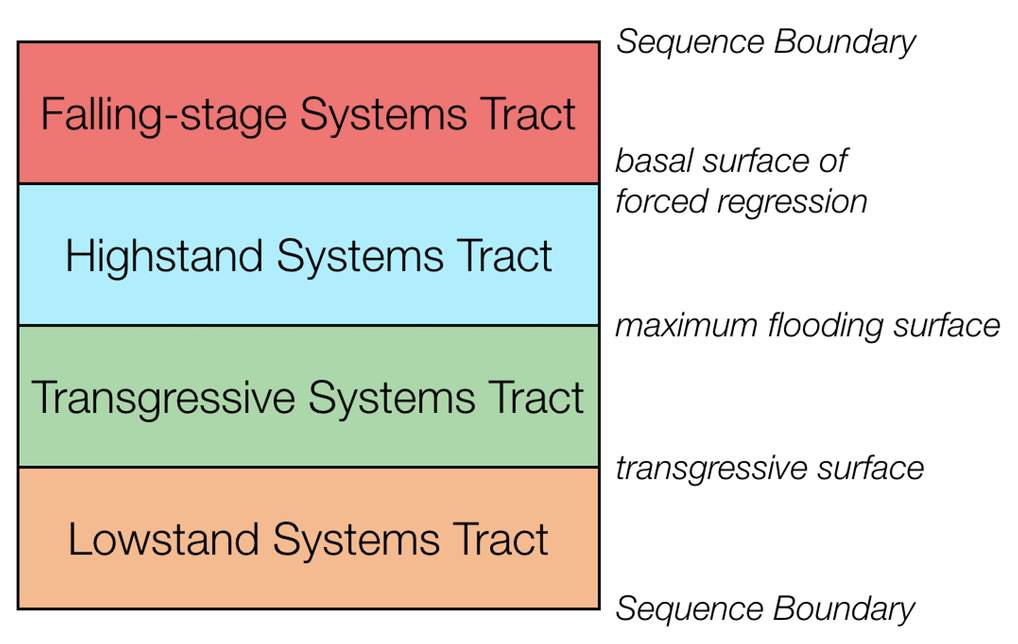 Sequence Boundary
Falling-stage Systems Tract
basal surface of
forced regression
Highstand Systems Tract
maximum flooding surface
Transgressive Systems Tract
transgressive surface
Lowstand Systems Tract
Sequence Boundary